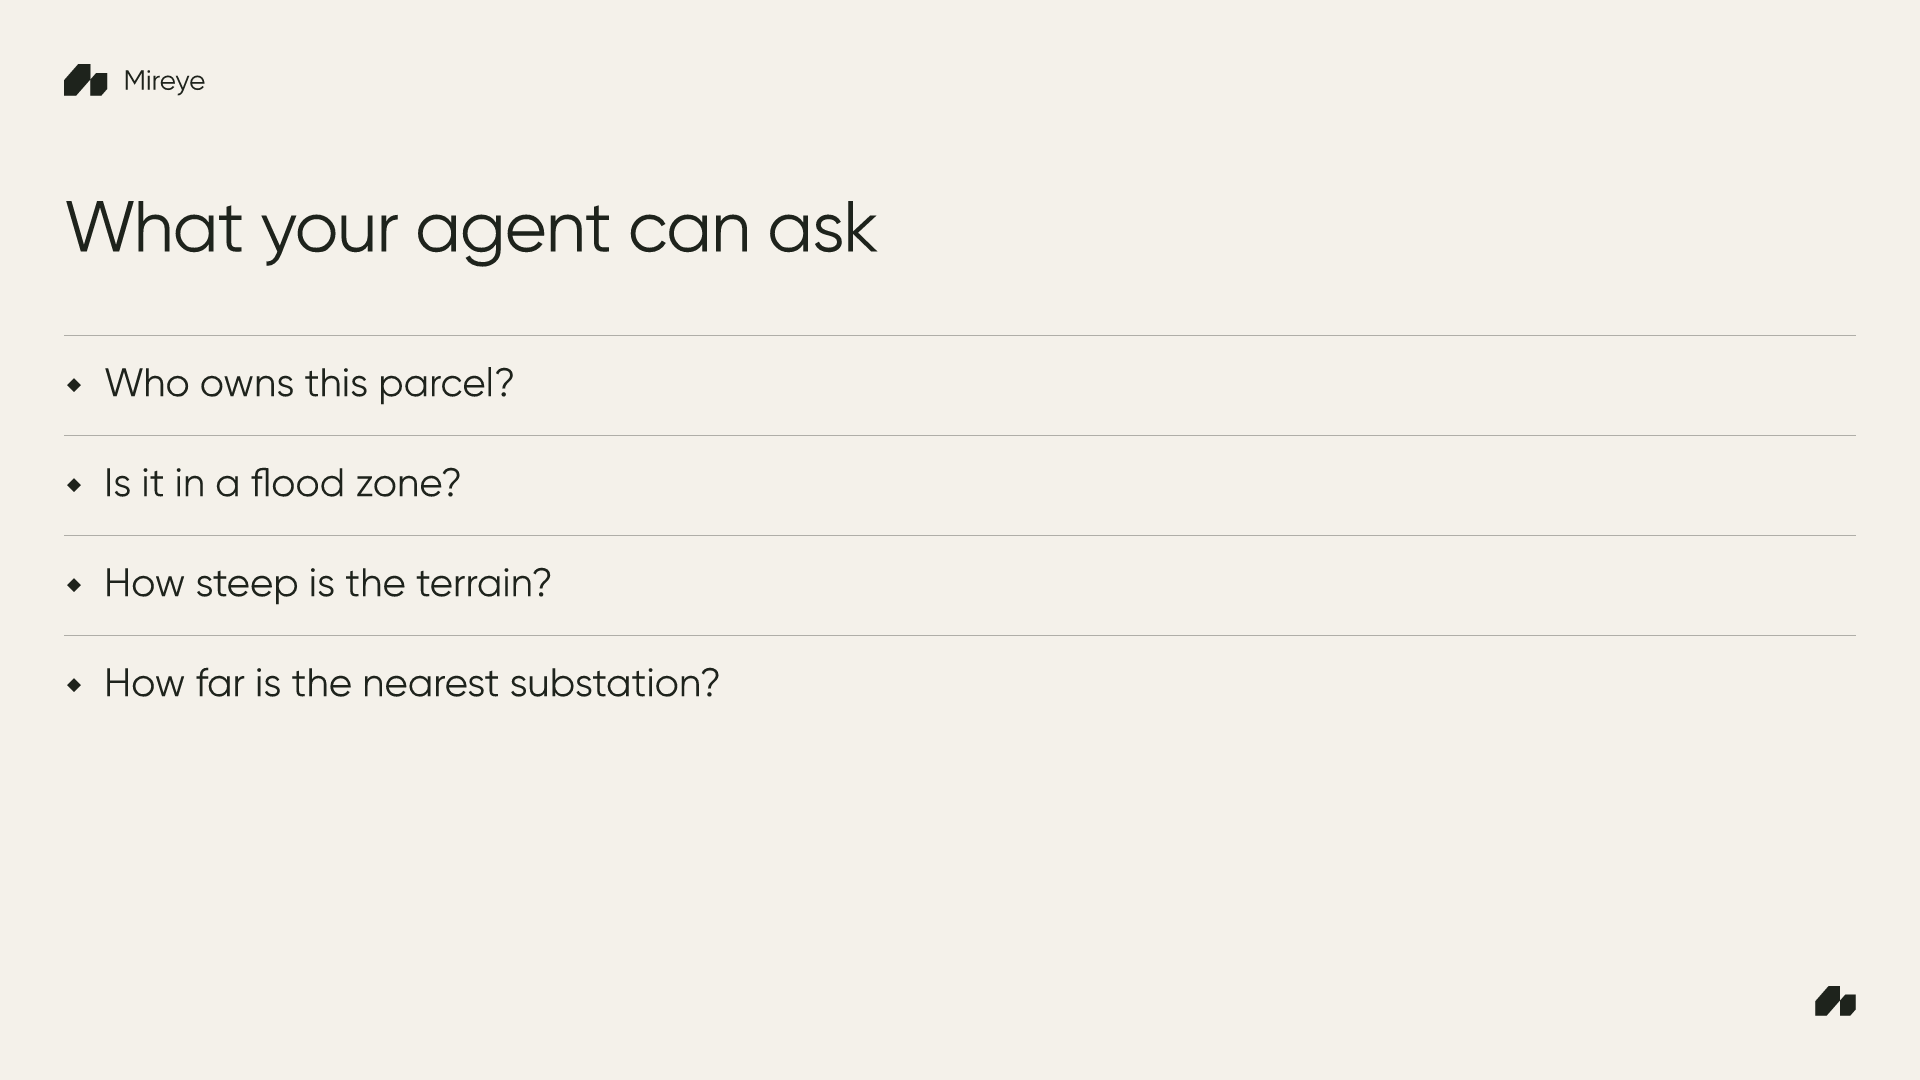 Mireye
What your agent can ask
Who owns this parcel?
Is it in a flood zone?
How steep is the terrain?
How far is the nearest substation?